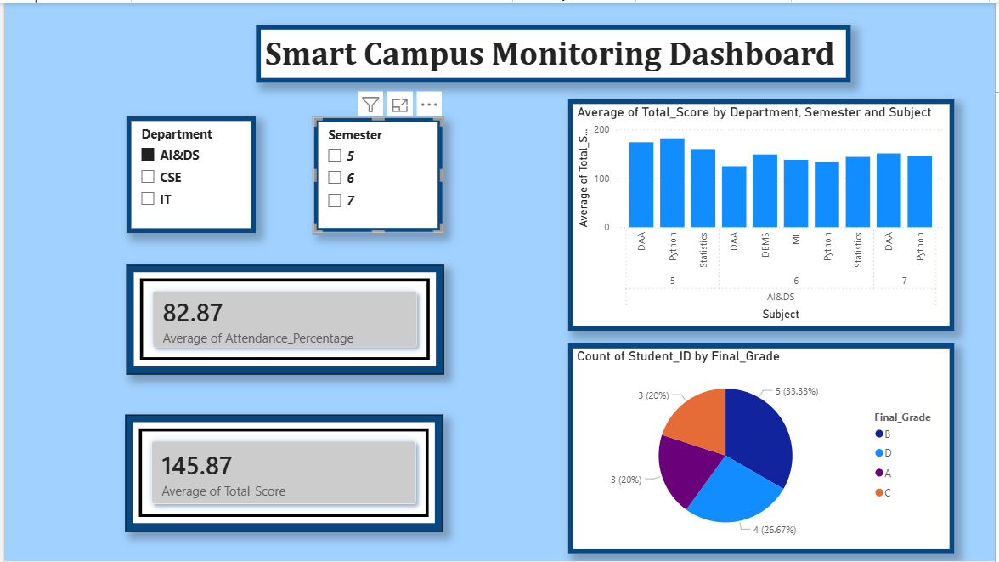 Smart Campus Monitoring Dashboard
Department
AI&DS
CSE
IT
Semester
5
6
7
82.87
Average of Attendance_Percentage
145.87
Average of Total_Score
Average of Total_Score by Department, Semester and Subject
Average of Total_S...
200
100
0
DAA
Python
Statistics
DAA
DBMS
ML
Python
Statistics
DAA
Python
5
6
7
AI&DS
Subject
Count of Student_ID by Final_Grade
3 (20%)
5 (33.33%)
3 (20%)
4 (26.67%)
Final_Grade
B
D
A
C